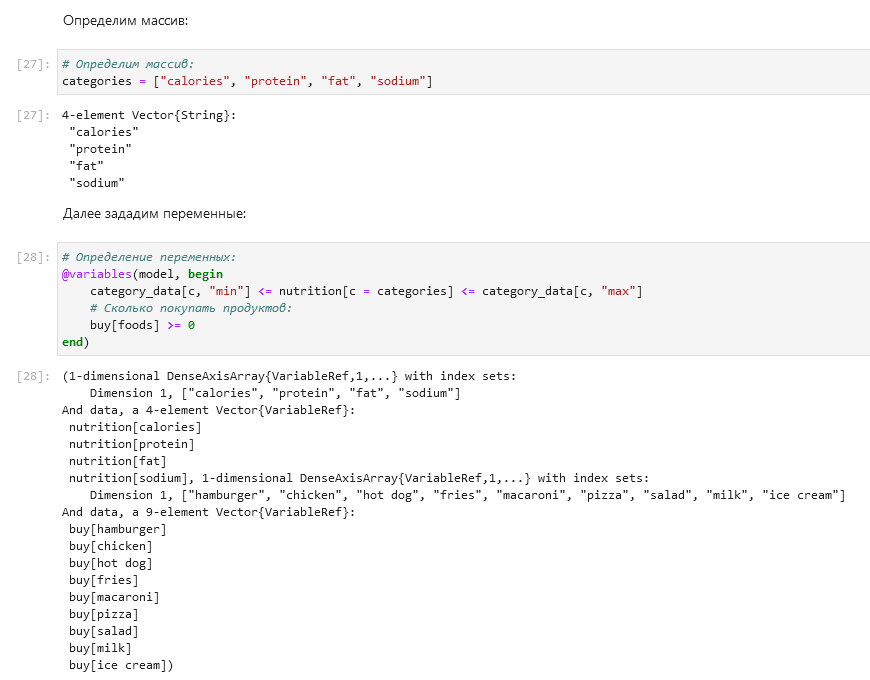 Определим массив:
[27]: # Определим массив:
categories = ["calories", "protein", "fat", "sodium"]
[27]: 4-element Vector{String}:
"calories"
"protein"
"fat"
"sodium"
Далее зададим переменные:
[28]: # Определение переменных:
@variables(model, begin
category_data[c, "min"] <= nutrition[c = categories] <= category_data[c, "max"]
# Сколько покупать продуктов:
buy[foods] >= 0
end)
[28]: (1-dimensional DenseAxisArray{VariableRef,1,...} with index sets:
Dimension 1, ["calories", "protein", "fat", "sodium"]
And data, a 4-element Vector{VariableRef}:
nutrition[calories]
nutrition[protein]
nutrition[fat]
nutrition[sodium], 1-dimensional DenseAxisArray{VariableRef,1,...} with index sets:
Dimension 1, ["hamburger", "chicken", "hot dog", "fries", "macaroni", "pizza", "salad", "milk", "ice cream"]
And data, a 9-element Vector{VariableRef}:
buy[hamburger]
buy[chicken]
buy[hot dog]
buy[fries]
buy[macaroni]
buy[pizza]
buy[salad]
buy[milk]
buy[ice cream])